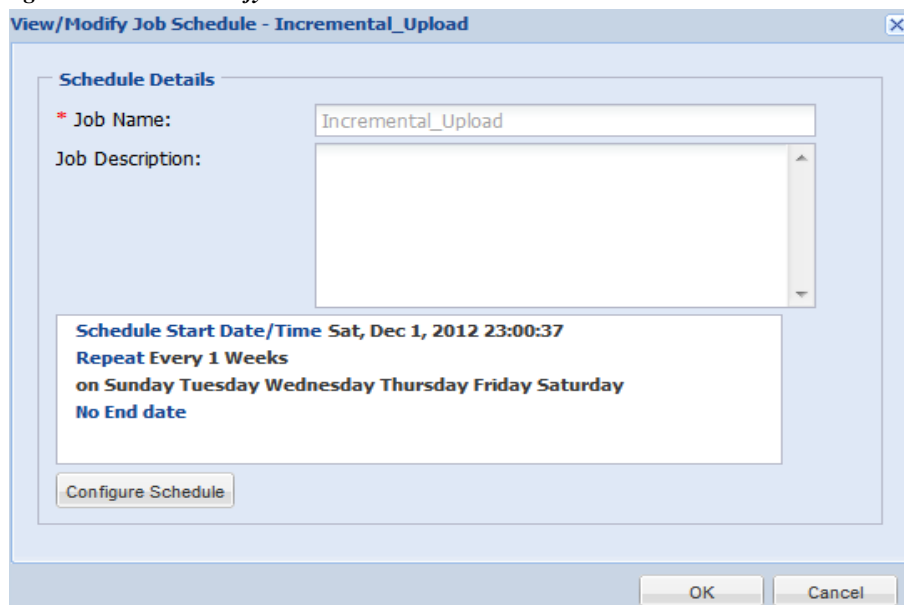 View/Modify Job Schedule - Incremental_Upload
Schedule Details
* Job Name:
Incremental_Upload
Job Description:
Schedule Start Date/Time Sat, Dec 1, 2012 23:00:37
Repeat Every 1 Weeks
on Sunday Tuesday Wednesday Thursday Friday Saturday
No End date
Configure Schedule
OK
Cancel